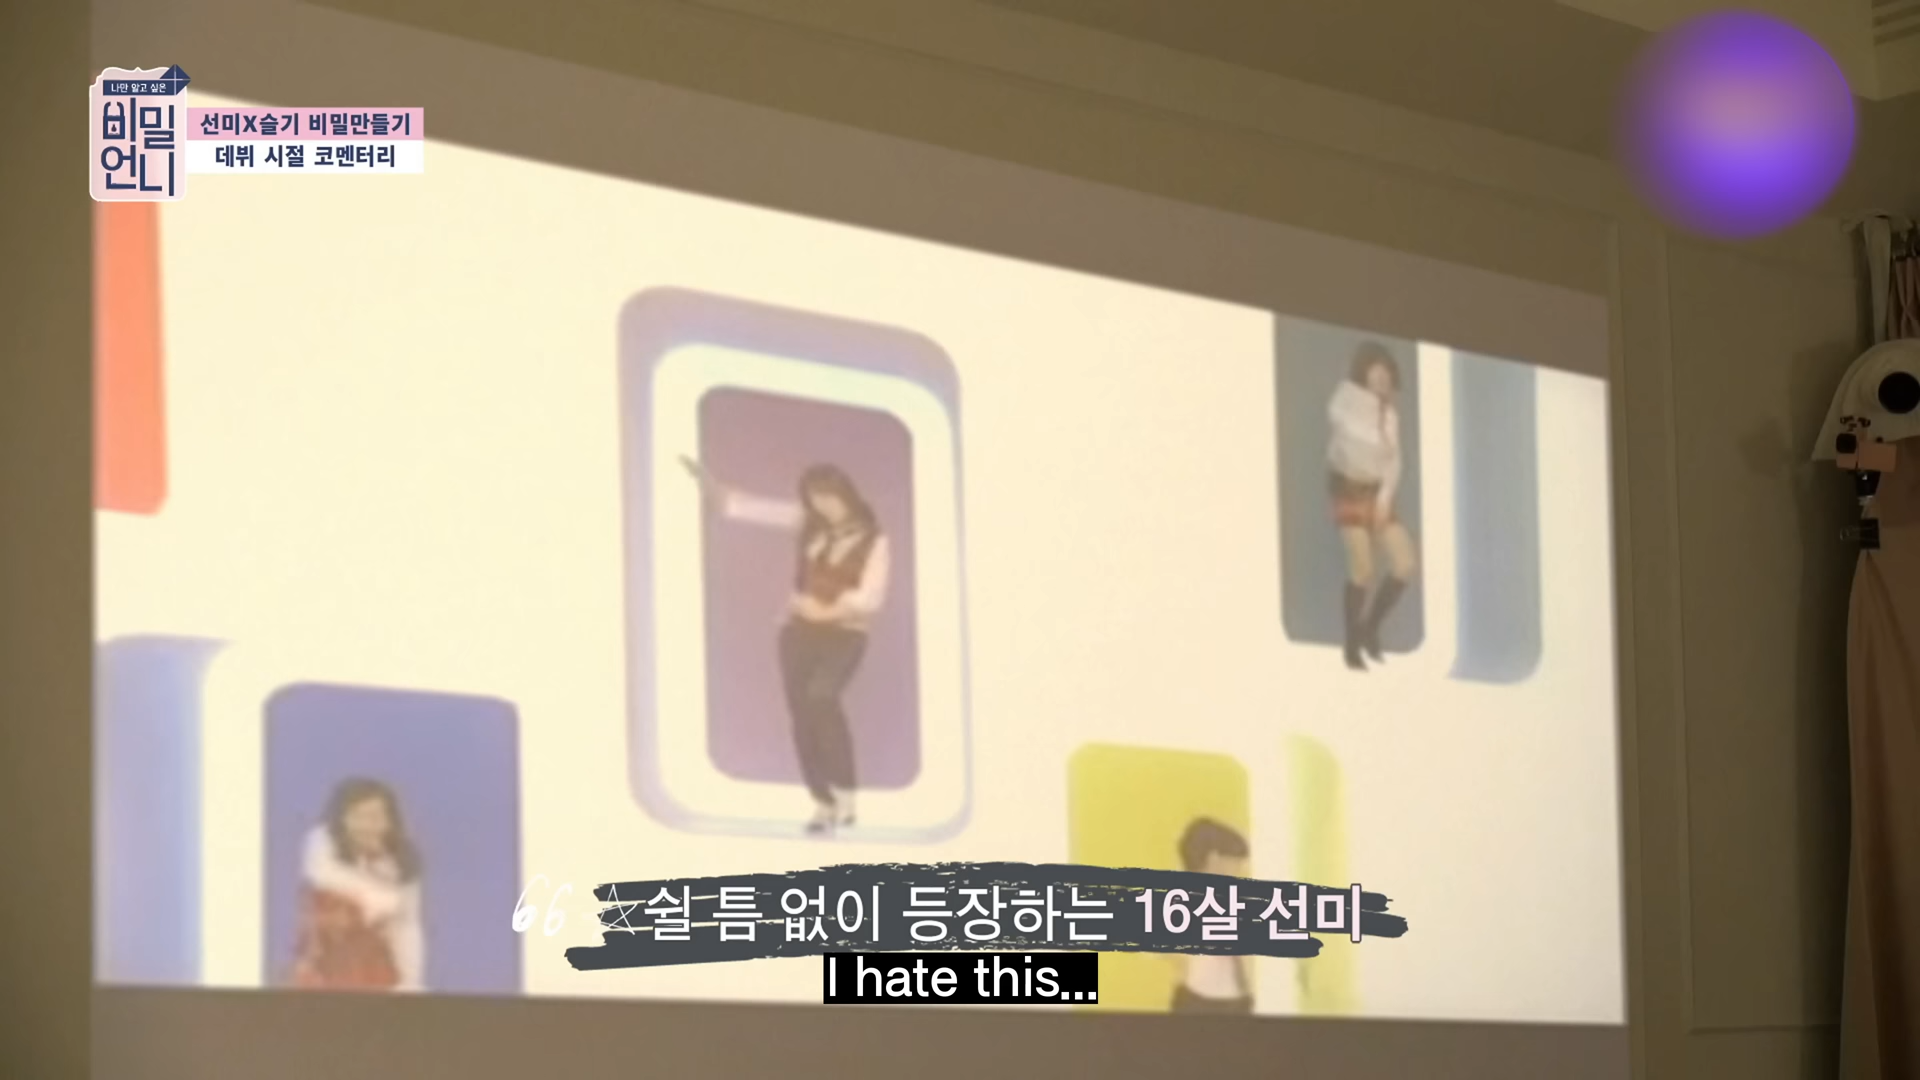 나만 알고 싶은
비밀
언니
선미X슬기 비밀만들기
데뷔 시절 코멘터리
쉴 틈 없이 등장하는 16살 선미
I hate this...